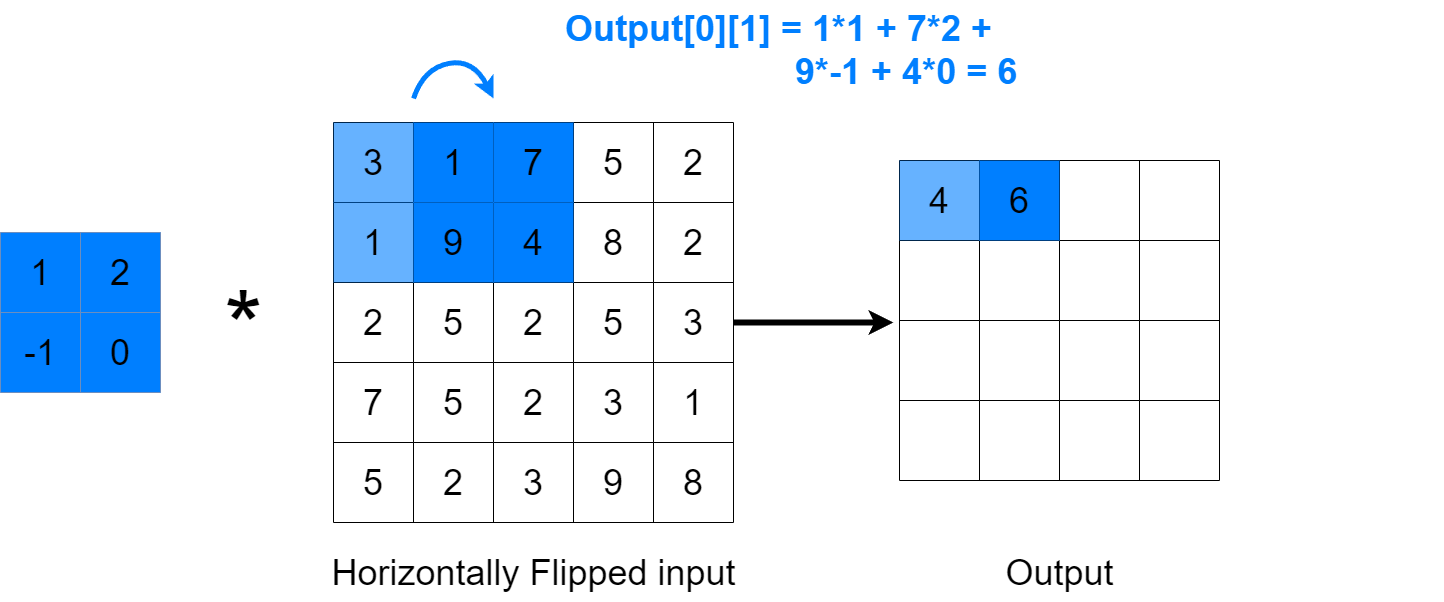 Output[0][1] = 1*1 + 7*2 +
9*-1 + 4*0 = 6
1 2
-1 0
*
3 1 7 5 2
1 9 4 8 2
2 5 2 5 3
7 5 2 3 1
5 2 3 9 8
Horizontally Flipped input
4 6
Output